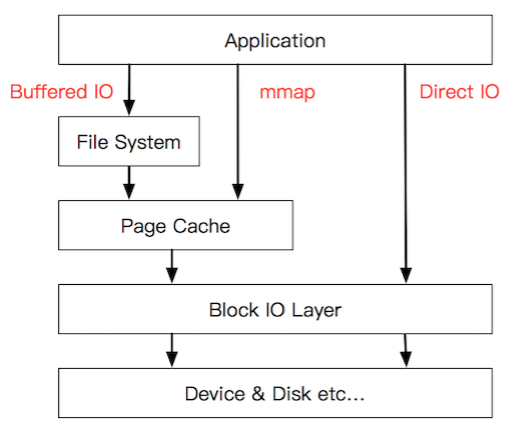 Application
Buffered IO
mmap
Direct IO
File System
Page Cache
Block IO Layer
Device & Disk etc...